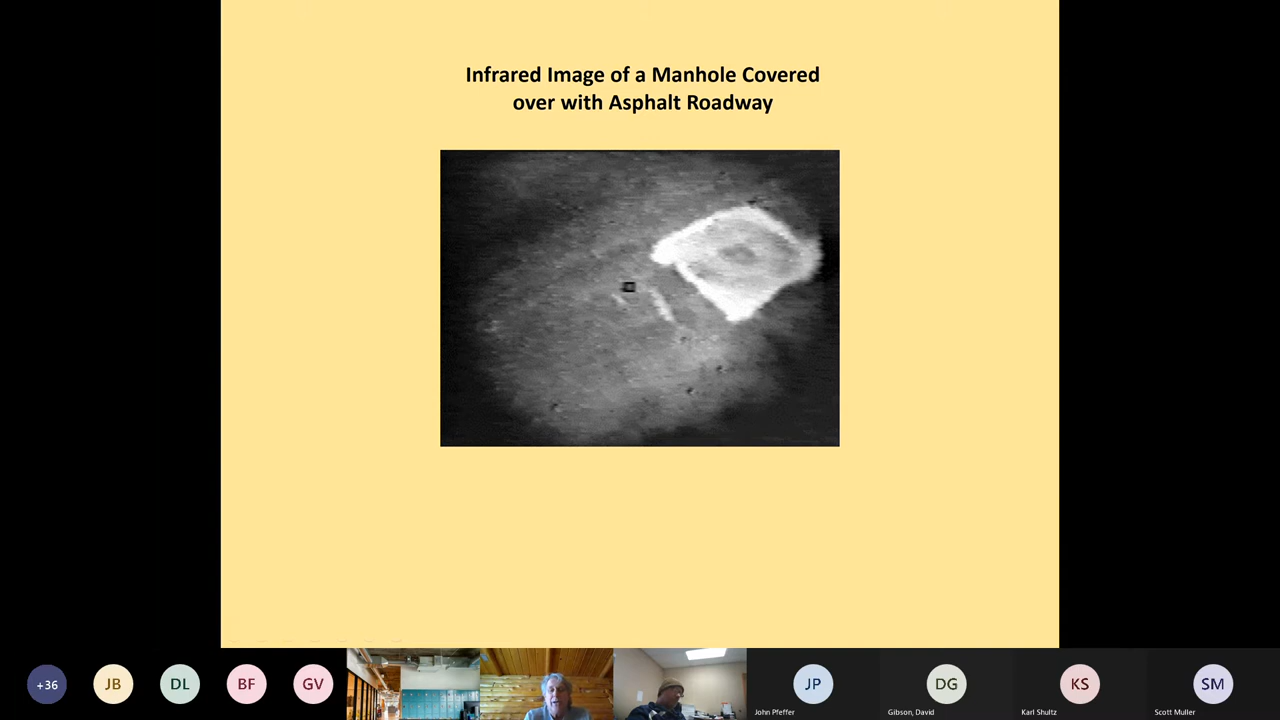 Infrared Image of a Manhole Covered
over with Asphalt Roadway
+36
JB
DL
BF
GV
JP
John Pfeffer
DG
Gibson, David
KS
Karl Shultz
SM
Scott Muller